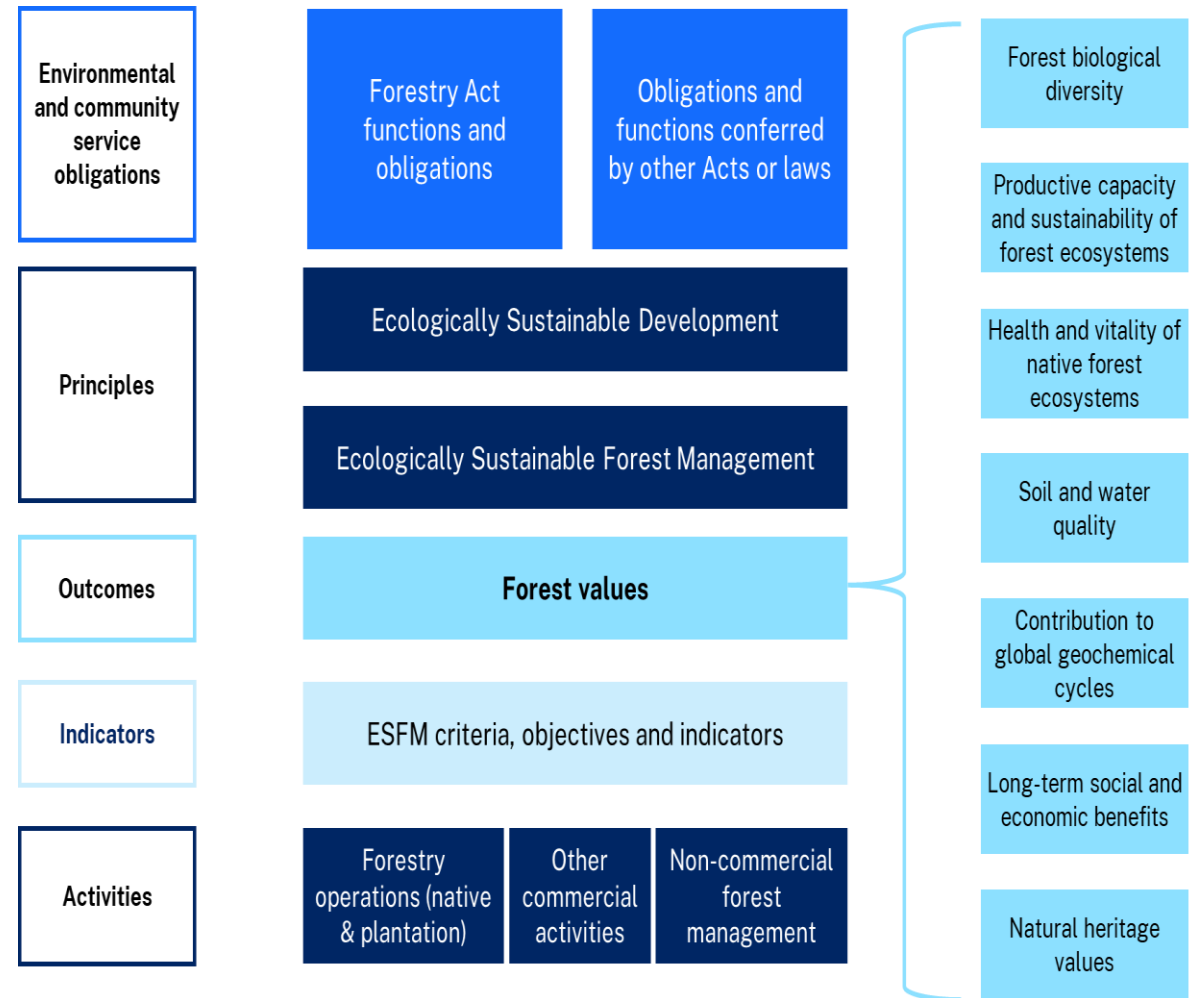 Environmental
and community
service
obligations
Forestry Act
functions and
obligations
Obligations and
functions conferred
by other Acts or laws
Principles
Ecologically Sustainable Development
Ecologically Sustainable Forest Management
Outcomes
Forest values
Indicators
ESFM criteria, objectives and indicators
Activities
Forestry
operations (native
& plantation)
Other
commercial
activities
Non-commercial
forest
management
Forest biological
diversity
Productive capacity
and sustainability of
forest ecosystems
Health and vitality of
native forest
ecosystems
Soil and water
quality
Contribution to
global geochemical
cycles
Long-term social and
economic benefits
Natural heritage
values